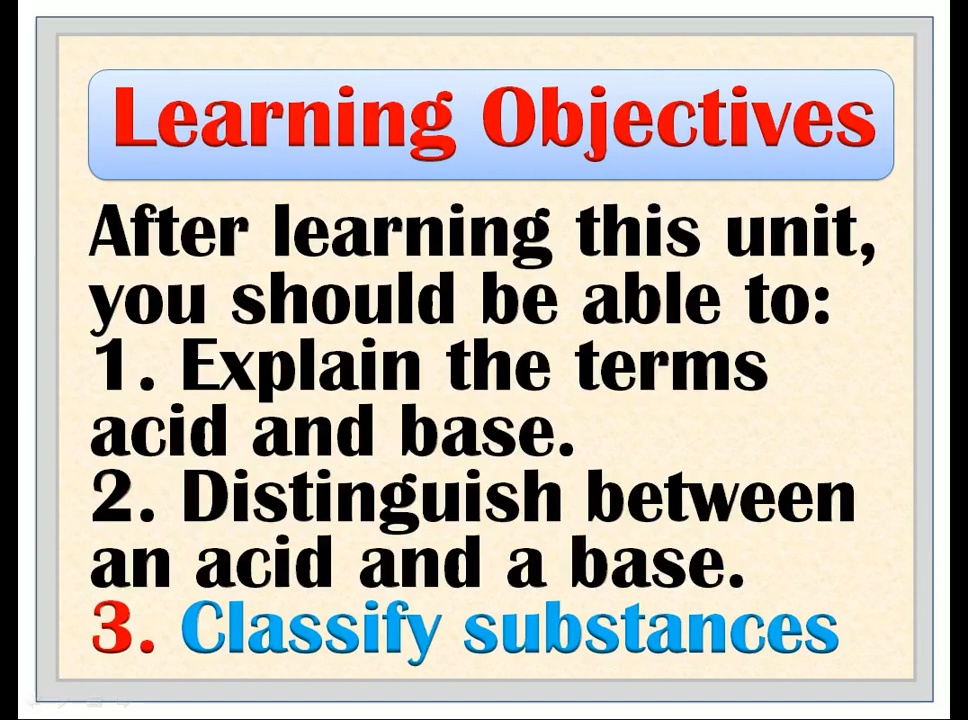 Learning Objectives
After learning this unit,
you should be able to:
1. Explain the terms
acid and base.
2. Distinguish between
an acid and a base.
3. Classify substances